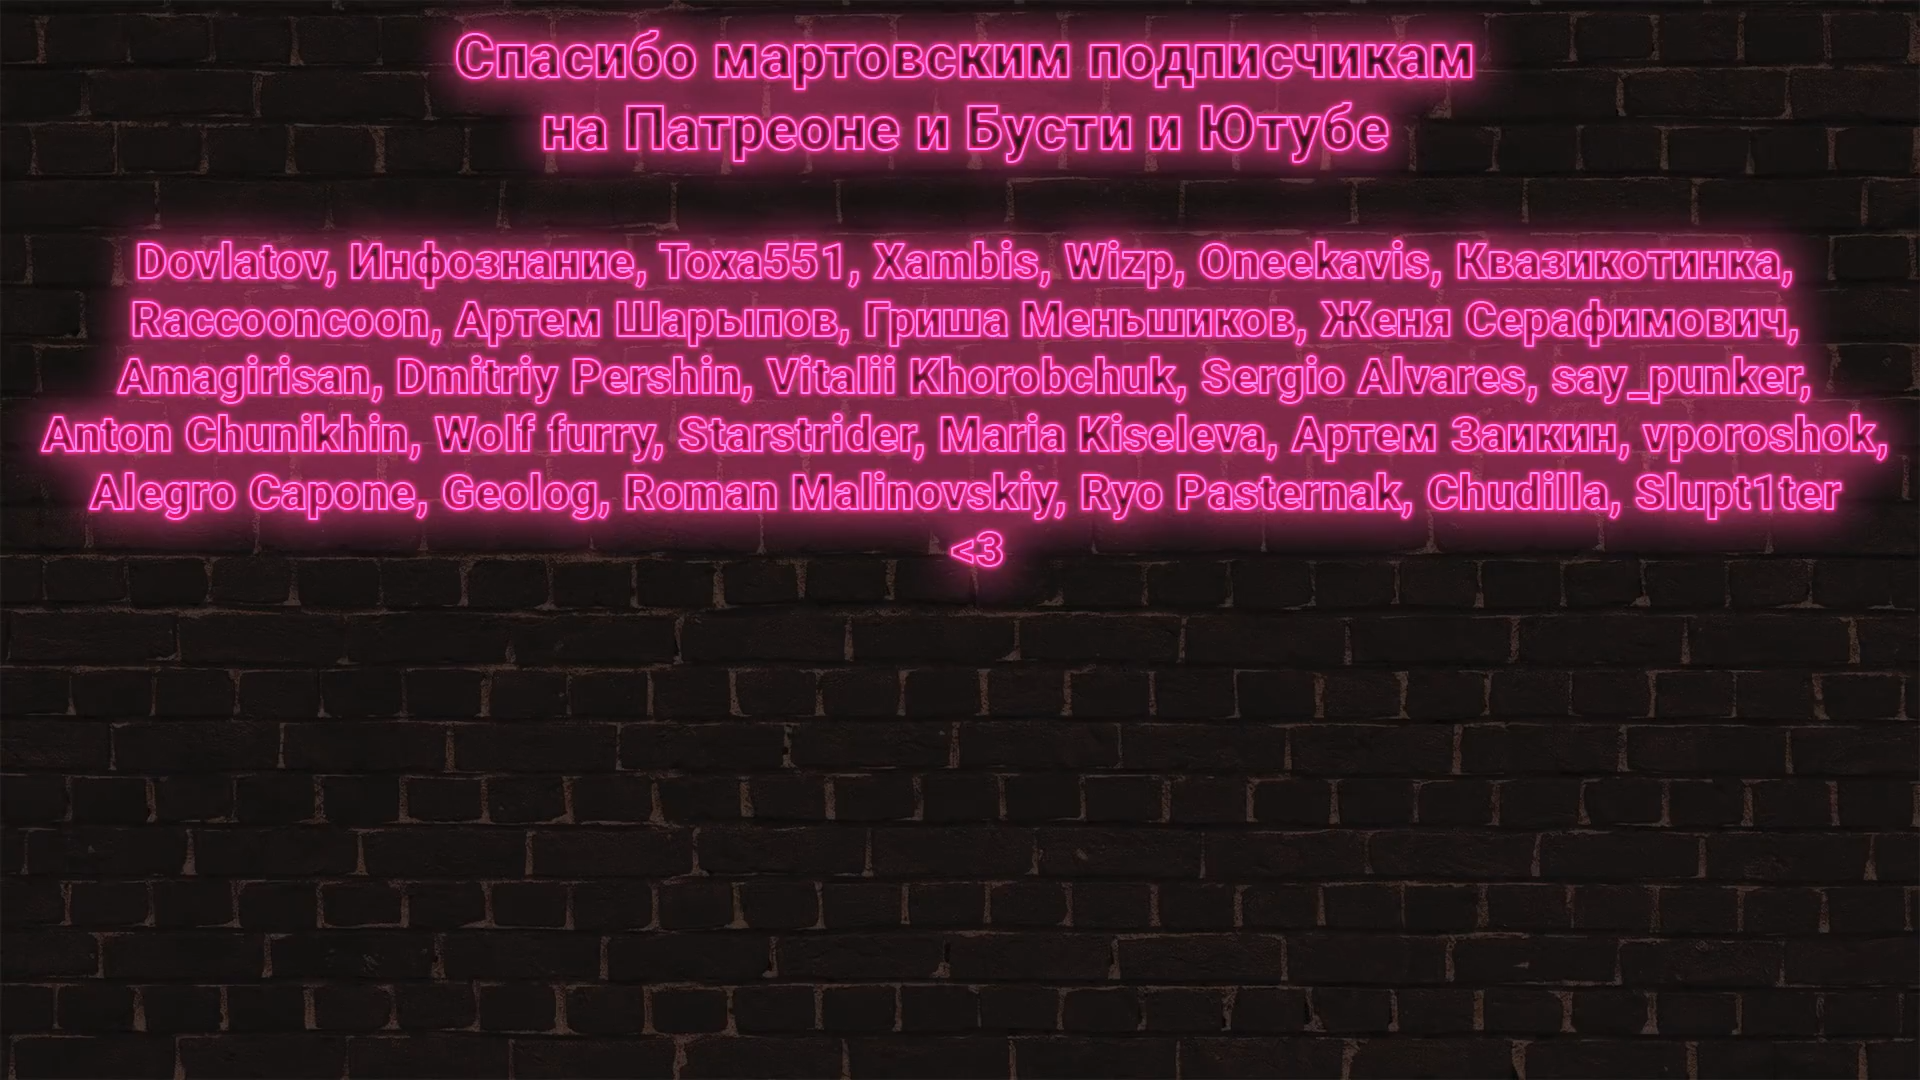 Спасибо мартовским подписчикам
на Патреоне и Бусти и Ютубе
Dovlatov, Инфознание, Toxa551, Xambis, Wizp, Oneekavis, Квазикотинка,
Raccooncoon, Артем Шарыпов, Гриша Меньшиков, Женя Серафимович,
Amagirisan, Dmitriy Pershin, Vitalii Khorobchuk, Sergio Alvares, say_punker,
Anton Chunikhin, Wolf furry, Starstrider, Maria Kiseleva, Артем Заикин, vporoshok,
Alegro Capone, Geolog, Roman Malinovskiy, Ryo Pasternak, Chudilla, Slupt1ter
<3